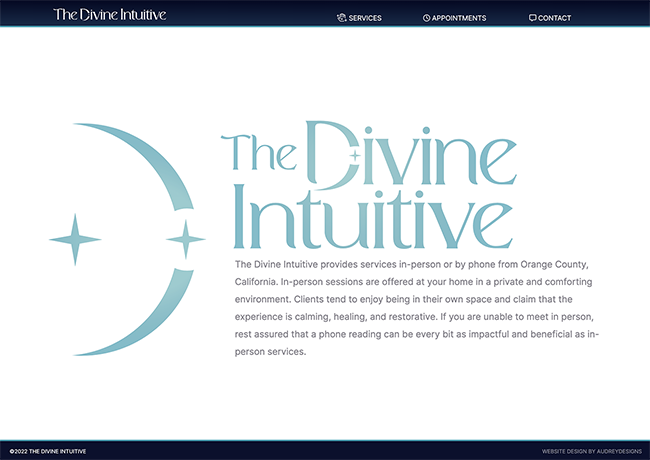 The Divine Intuitive
SERVICES
APPOINTMENTS
CONTACT
The Divine
Intuitive
The Divine Intuitive provides services in-person or by phone from Orange County,
California. In-person sessions are offered at your home in a private and comforting
environment. Clients tend to enjoy being in their own space and claim that the
experience is calming, healing, and restorative. If you are unable to meet in person,
rest assured that a phone reading can be every bit as impactful and beneficial as in-
person services.
©2022 THE DIVINE INTUITIVE
WEBSITE DESIGN BY AUDREYDESIGNS